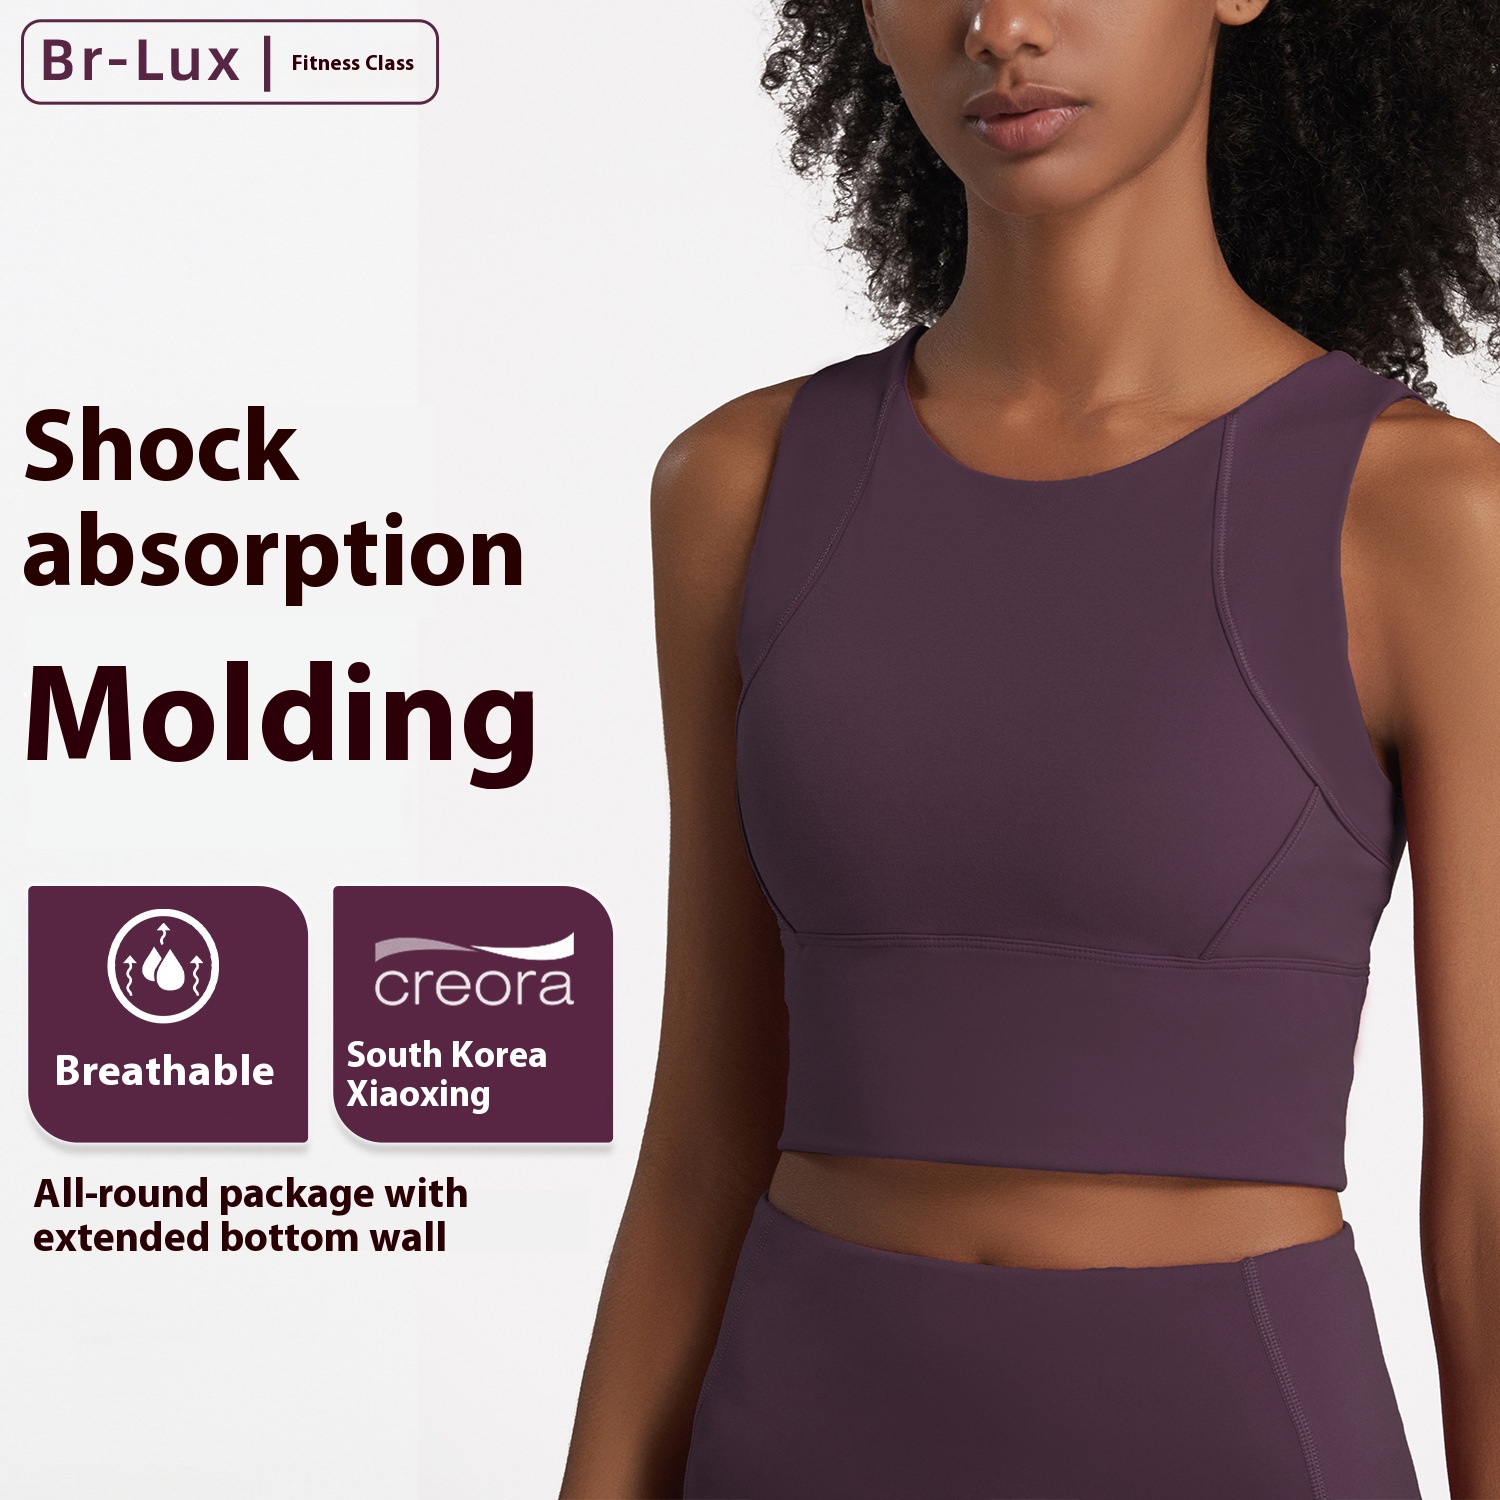 Br-Lux | Fitness Class
Shock
absorption
Molding
Breathable
creora
South Korea
Xiaoxing
All-round package with
extended bottom wall